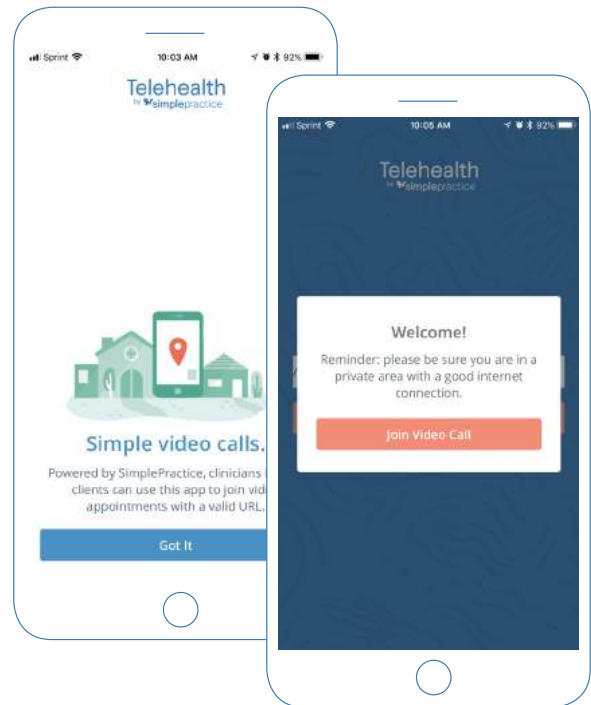 Sprint 10:03 AM 92%
Telehealth
by simplepractice
Simple video calls.
Powered by SimplePractice, clinicians
clients can use this app to join
appointments with a valid URL.
Got It
Sprint 10:05 AM 92%
Telehealth
by simplepractice
Welcome!
Reminder: please be sure you are in a
private area with a good internet
connection.
Join Video Call